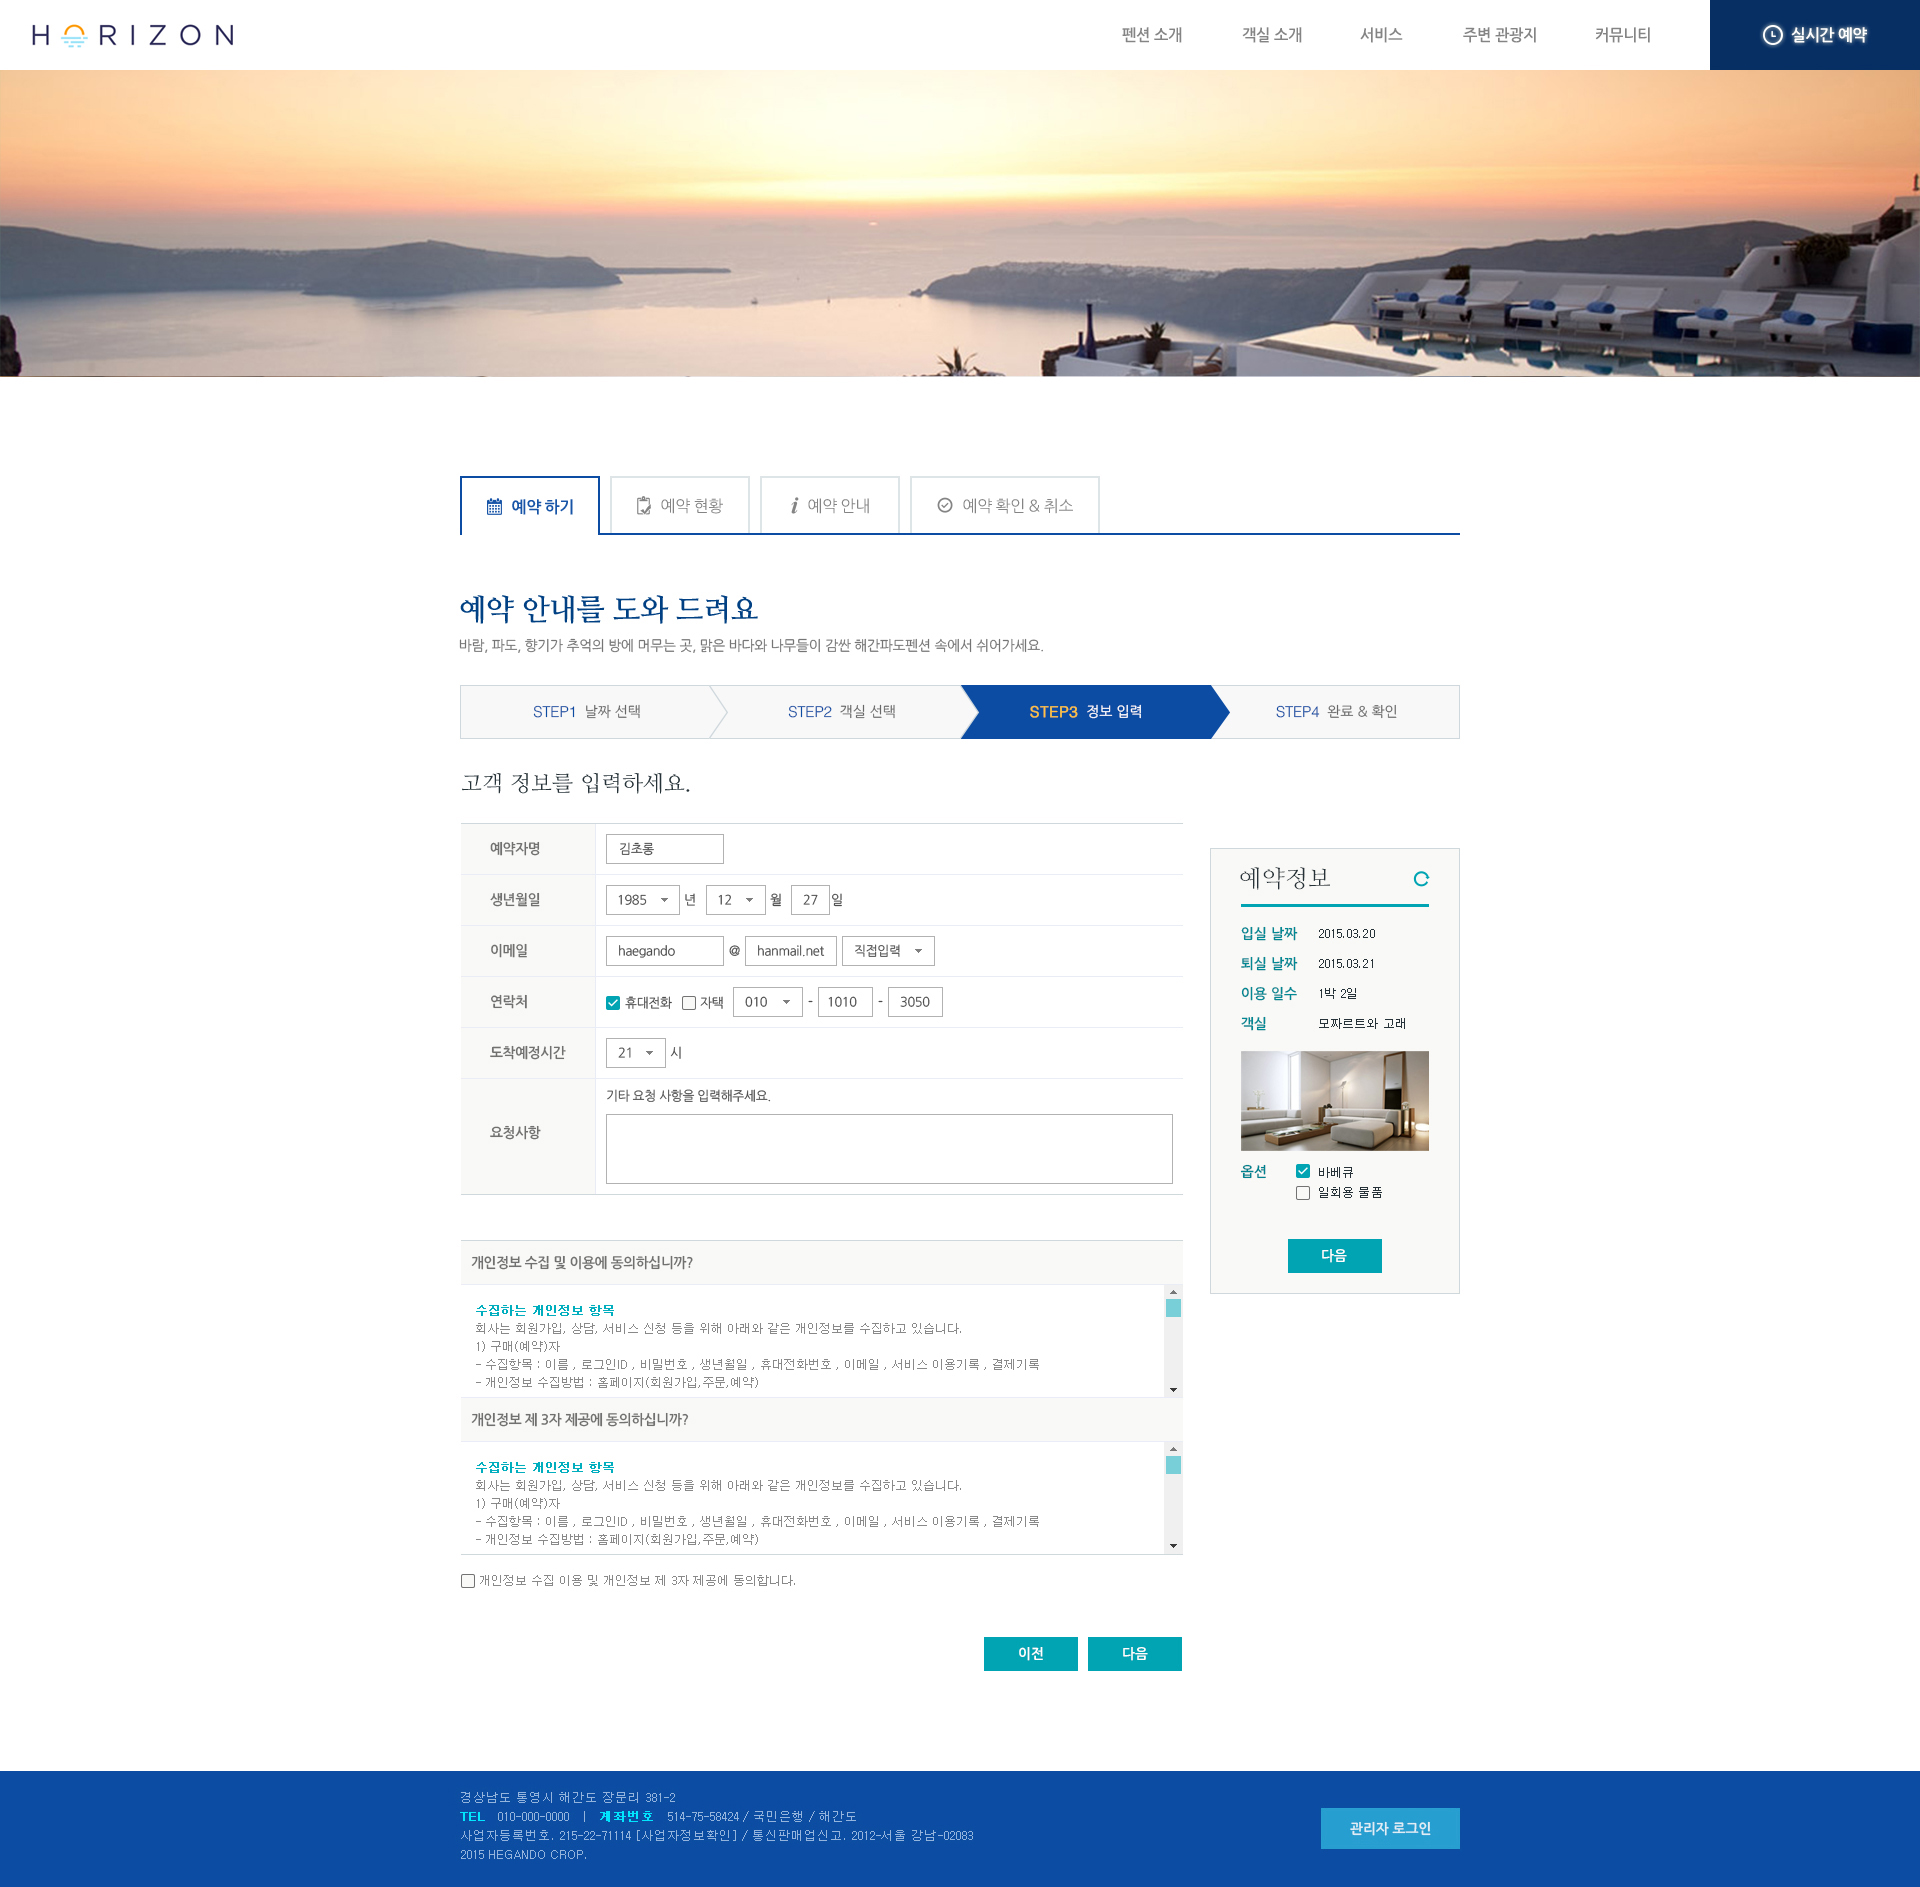 HORIZON
펜션 소개 객실 소개 서비스 주변 관광지 커뮤니티 실시간 예약
예약 하기 예약 현황 예약 안내 예약 확인 & 취소
예약 안내를 도와 드려요
바람, 파도, 향기가 추억의 방에 머무는 곳, 맑은 바다와 나무들이 감싼 해간파도펜션 속에서 쉬어가세요.
STEP1 날짜 선택 STEP2 객실 선택 STEP3 정보 입력 STEP4 완료 & 확인
고객 정보를 입력하세요.
예약자명 김초롱
생년월일 1985 년 12 월 27 일
이메일 haegando @ hanmail.net 직접입력
연락처 휴대전화 자택 010 - 1010 - 3050
도착예정시간 21 시
요청사항 기타 요청 사항을 입력해주세요.
예약정보
입실 날짜 2015.03.20
퇴실 날짜 2015.03.21
이용 일수 1박 2일
객실 모짜르트와 고래
옵션 바베큐
일회용 물품
다음
개인정보 수집 및 이용에 동의하십니까?
수집하는 개인정보 항목
회사는 회원가입, 상담, 서비스 신청 등을 위해 아래와 같은 개인정보를 수집하고 있습니다.
1) 구매(예약)자
- 수집항목 : 이름 , 로그인ID , 비밀번호 , 생년월일 , 휴대전화번호 , 이메일 , 서비스 이용기록 , 결제기록
- 개인정보 수집방법 : 홈페이지(회원가입,주문,예약)
개인정보 제 3자 제공에 동의하십니까?
수집하는 개인정보 항목
회사는 회원가입, 상담, 서비스 신청 등을 위해 아래와 같은 개인정보를 수집하고 있습니다.
1) 구매(예약)자
- 수집항목 : 이름 , 로그인ID , 비밀번호 , 생년월일 , 휴대전화번호 , 이메일 , 서비스 이용기록 , 결제기록
- 개인정보 수집방법 : 홈페이지(회원가입,주문,예약)
개인정보 수집 이용 및 개인정보 제 3자 제공에 동의합니다.
이전 다음
경상남도 통영시 해간도 장문리 381-2
TEL 010-000-0000 | 계좌번호 514-75-58424 / 국민은행 / 해간도
사업자등록번호. 215-22-71114 [사업자정보확인] / 통신판매업신고. 2012-서울 강남-02083
2015 HEGANDO CROP.
관리자 로그인